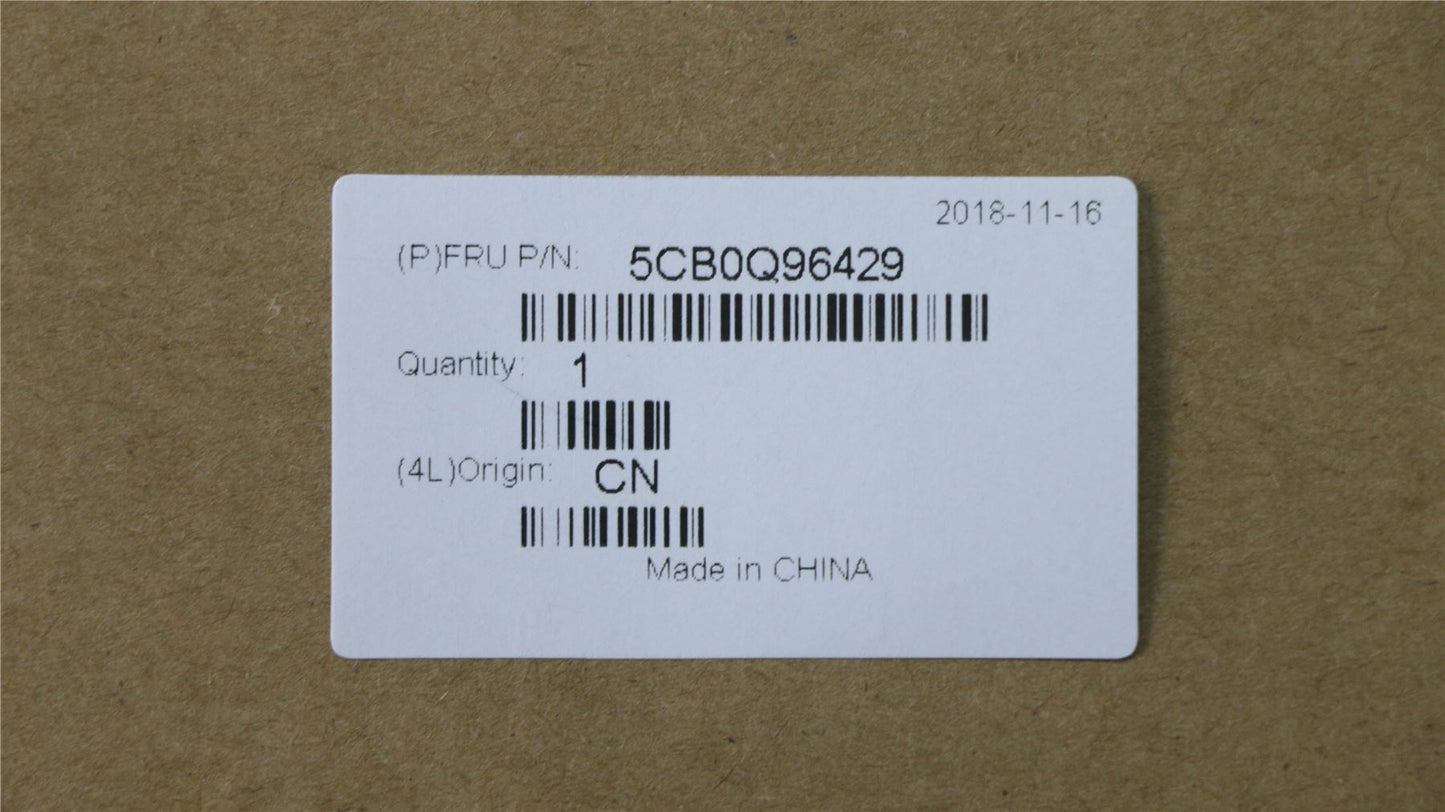 2018-11-16
(P)FRU P/N: 5CB0Q96429
Quantity: 1
(4L)Origin: CN
Made in CHINA